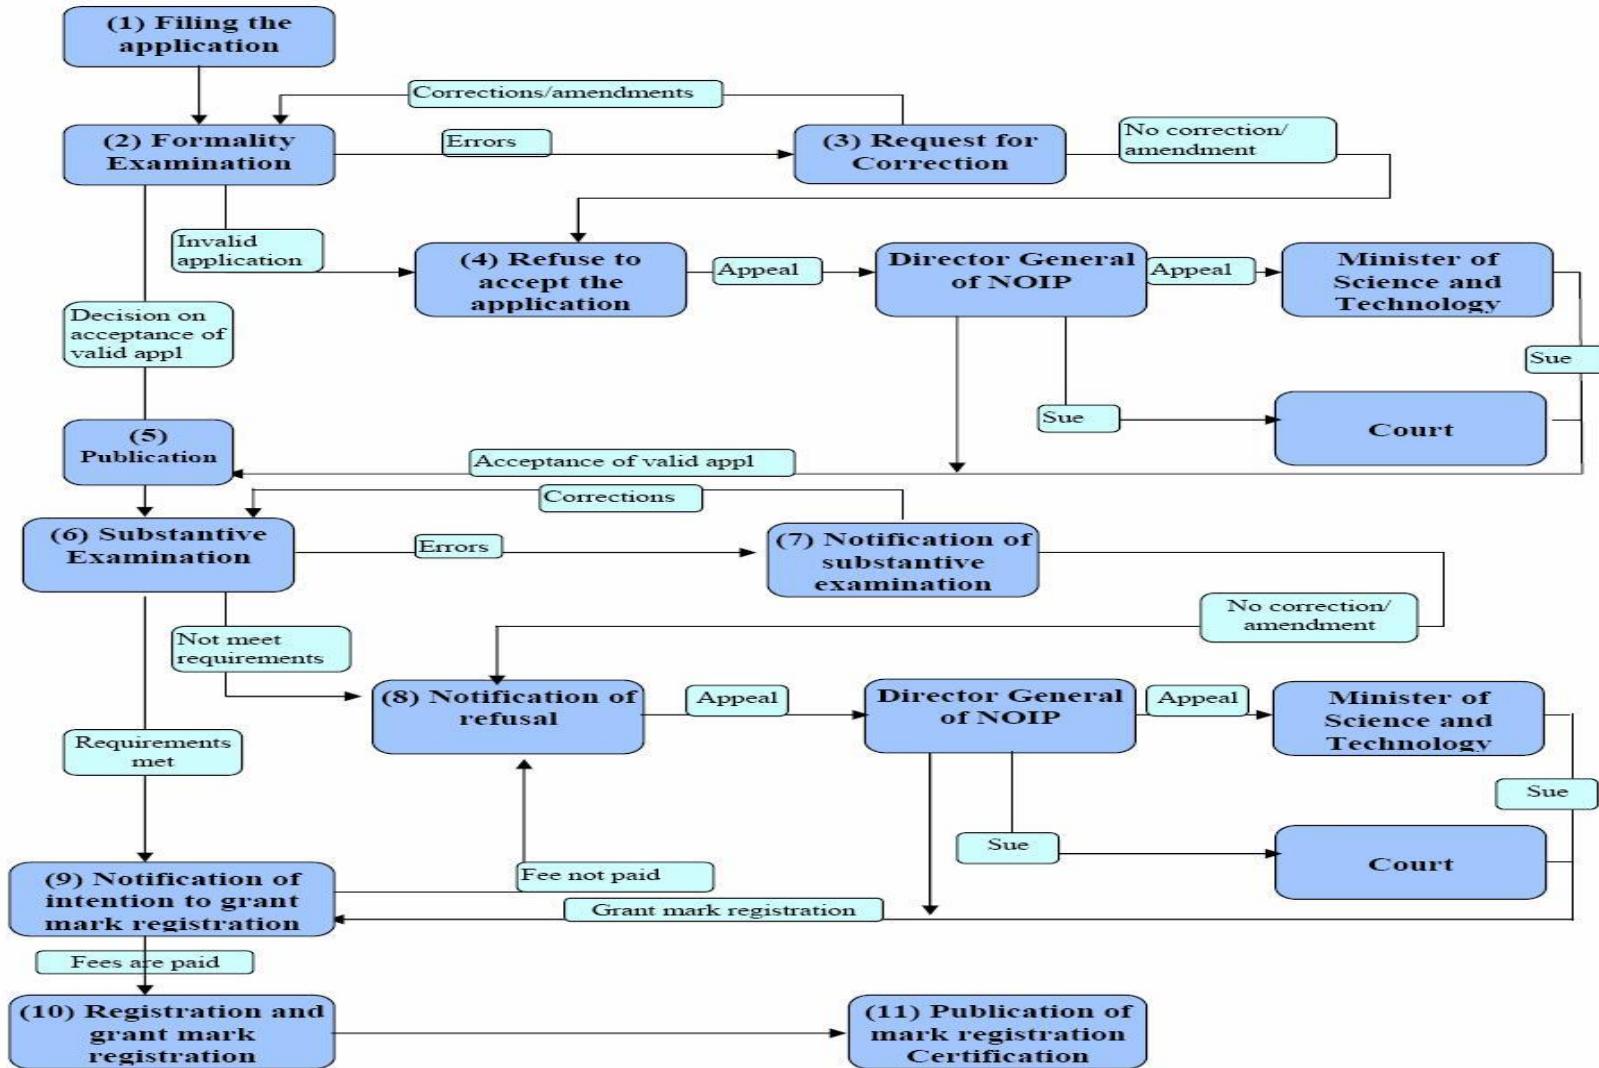 (1) Filing the
application
Corrections/amendments
(2) Formality
Examination
Errors
(3) Request for
Correction
No correction/
amendment
Invalid
application
(4) Refuse to
accept the
application
Appeal
Director General
of NOIP
Appeal
Minister of
Science and
Technology
Decision on
acceptance of
valid appl
Sue
Sue
Court
(5)
Publication
Acceptance of valid appl
Corrections
(6) Substantive
Examination
Errors
(7) Notification of
substantive
examination
No correction/
amendment
Not meet
requirements
(8) Notification of
refusal
Appeal
Director General
of NOIP
Appeal
Minister of
Science and
Technology
Requirements
met
Sue
Sue
Court
(9) Notification of
intention to grant
mark registration
Fee not paid
Grant mark registration
Fees are paid
(10) Registration and
grant mark
registration
(11) Publication of
mark registration
Certification